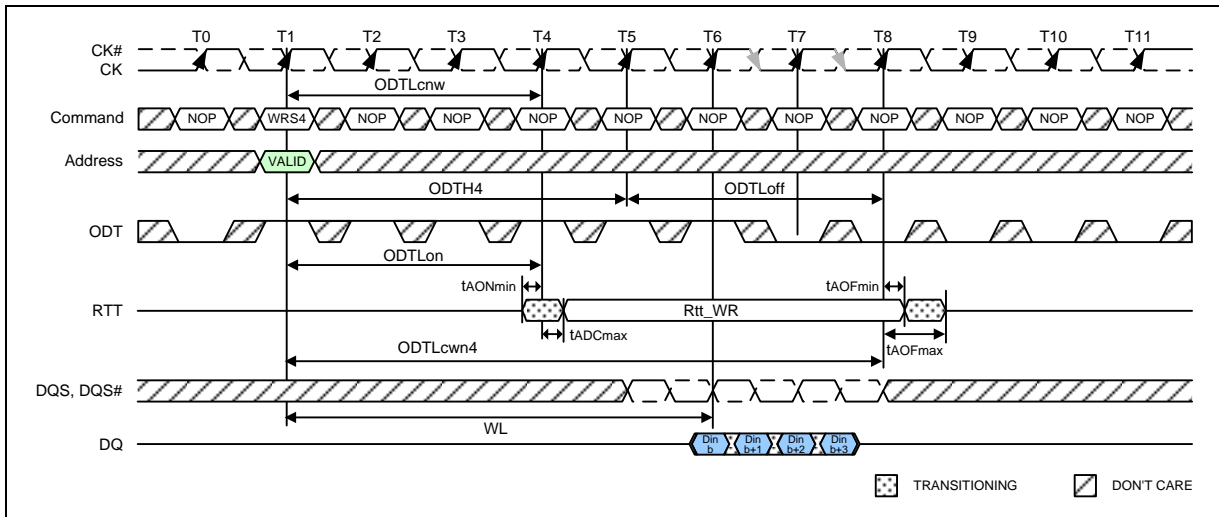 T0 T1 T2 T3 T4 T5 T6 T7 T8 T9 T10 T11
CK#
CK
ODTLcnw
Command NOP WRS4 NOP NOP NOP NOP NOP NOP NOP NOP NOP NOP
Address VALID
ODTH4 ODTLoff
ODT
ODTLon
tAONmin tAOFmin
RTT Rtt_WR
tADCmax
tAOFmax
ODTLcwn4
DQS, DQS#
WL
DQ Din b Din b+1 Din b+2 Din b+3
TRANSITIONING DON'T CARE